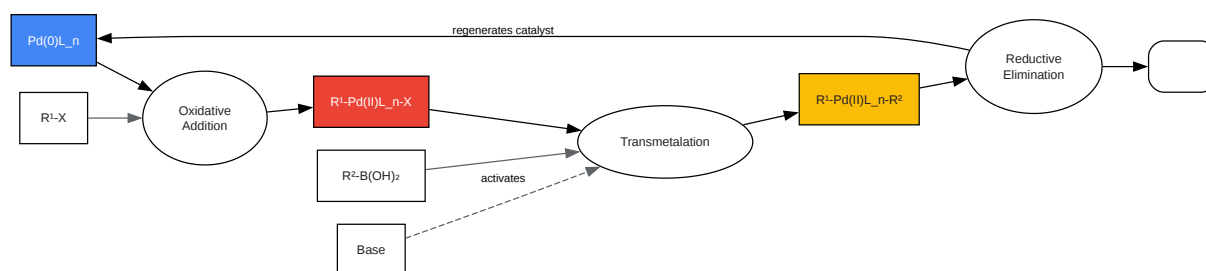 regenerates catalyst
Pd(0)L_n
R¹-X
Oxidative
Addition
R¹-Pd(II)L_n-X
R²-B(OH)₂
activates
Base
Transmetalation
R¹-Pd(II)L_n-R²
Reductive
Elimination